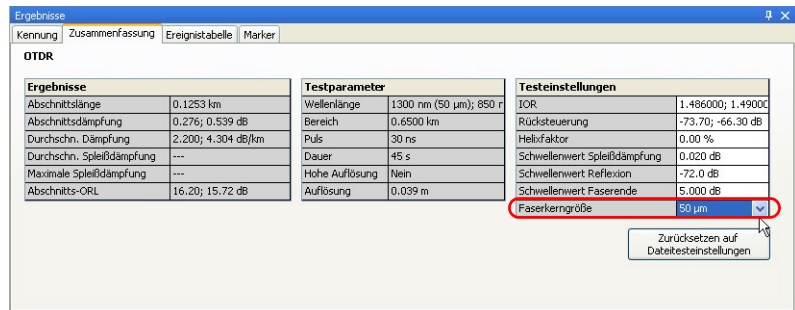 Ergebnisse
Kennung Zusammenfassung Ereignistabelle Marker
OTDR
Ergebnisse
Abschnittslänge 0.1253 km
Abschnittsdämpfung 0.276; 0.539 dB
Durchschn. Dämpfung 2.200; 4.304 dB/km
Durchschn. Spleißdämpfung ---
Maximale Spleißdämpfung ---
Abschnitts-ORL 16.20; 15.72 dB
Testparameter
Wellenlänge 1300 nm (50 µm); 850 r
Bereich 0.6500 km
Puls 30 ns
Dauer 45 s
Hohe Auflösung Nein
Auflösung 0.039 m
Testeinstellungen
IOR 1.486000; 1.49000
Rücksteuerung -73.70; -66.30 dB
Helixfaktor 0.00 %
Schwellenwert Spleißdämpfung 0.020 dB
Schwellenwert Reflexion -72.0 dB
Schwellenwert Faserende 5.000 dB
Faserkerngröße 50 µm
Zurücksetzen auf
Dateitesteinstellungen